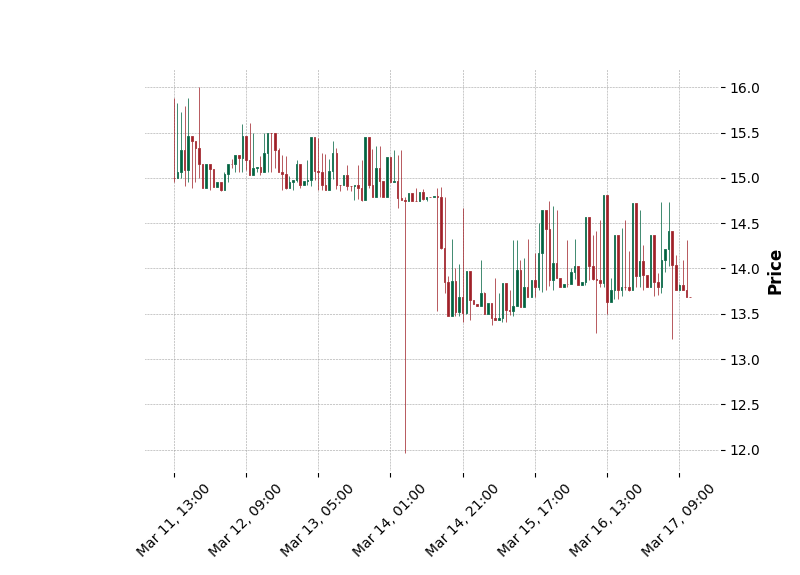 16.0
15.5
15.0
14.5
14.0
13.5
13.0
12.5
12.0
Price
Mar 11, 13:00
Mar 12, 09:00
Mar 13, 05:00
Mar 14, 01:00
Mar 14, 21:00
Mar 15, 17:00
Mar 16, 13:00
Mar 17, 09:00